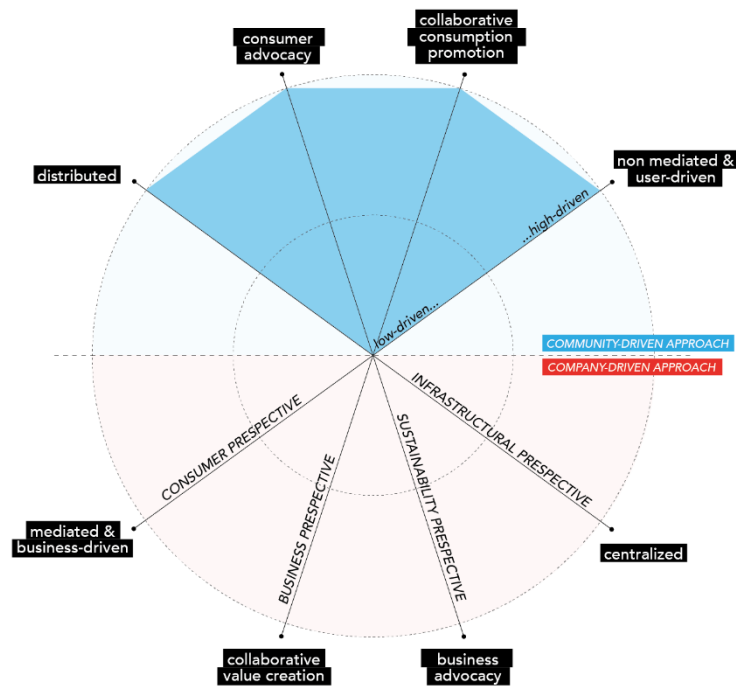 consumer
advocacy
collaborative
consumption
promotion
distributed
non mediated &
user-driven
...high-driven
low-driven...
COMMUNITY-DRIVEN APPROACH
COMPANY-DRIVEN APPROACH
CONSUMER PRESPECTIVE
BUSINESS PRESPECTIVE
SUSTAINABILITY PRESPECTIVE
INFRASTRUCTURAL PRESPECTIVE
mediated &
business-driven
centralized
collaborative
value creation
business
advocacy